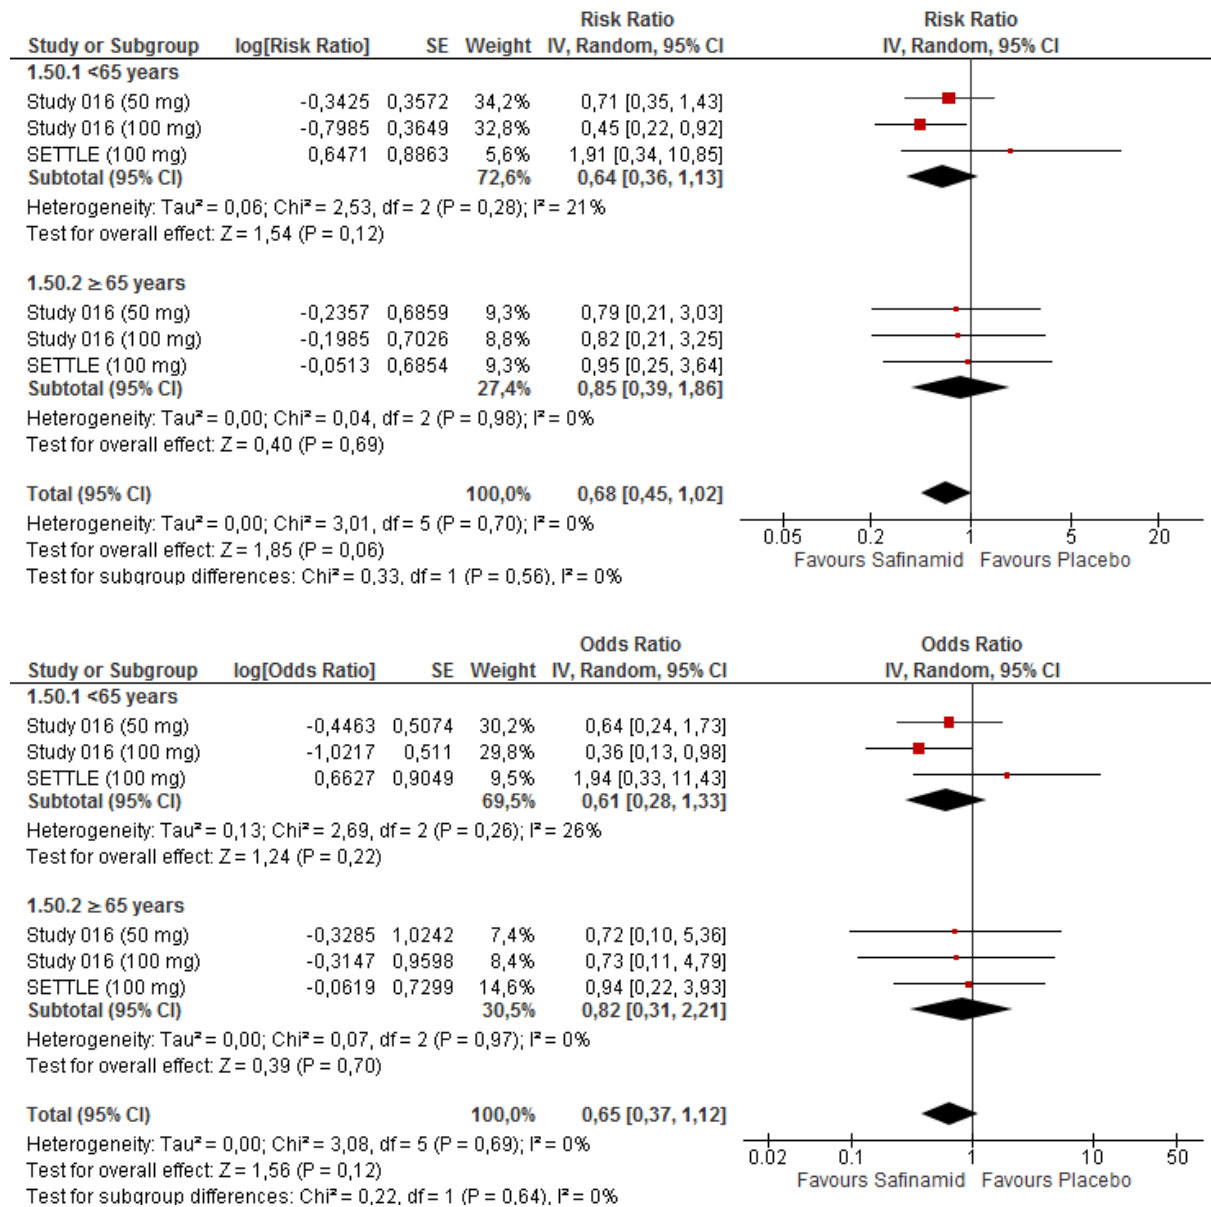 Risk Ratio Risk Ratio
Study or Subgroup log[Risk Ratio] SE Weight IV, Random, 95% CI IV, Random, 95% CI
1.50.1 <65 years
Study 016 (50 mg) -0,3425 0,3572 34,2% 0,71 [0,35, 1,43]
Study 016 (100 mg) -0,7985 0,3649 32,8% 0,45 [0,22, 0,92]
SETTLE (100 mg) 0,6471 0,8863 5,6% 1,91 [0,34, 10,85]
Subtotal (95% CI) 72,6% 0,64 [0,36, 1,13]
Heterogeneity: Tau² = 0,06; Chi² = 2,53, df = 2 (P = 0,28); I² = 21%
Test for overall effect: Z = 1,54 (P = 0,12)
1.50.2 ≥ 65 years
Study 016 (50 mg) -0,2357 0,6859 9,3% 0,79 [0,21, 3,03]
Study 016 (100 mg) -0,1985 0,7026 8,8% 0,82 [0,21, 3,25]
SETTLE (100 mg) -0,0513 0,6854 9,3% 0,95 [0,25, 3,64]
Subtotal (95% CI) 27,4% 0,85 [0,39, 1,86]
Heterogeneity: Tau² = 0,00; Chi² = 0,04, df = 2 (P = 0,98); I² = 0%
Test for overall effect: Z = 0,40 (P = 0,69)
Total (95% CI) 100,0% 0,68 [0,45, 1,02]
Heterogeneity: Tau² = 0,00; Chi² = 3,01, df = 5 (P = 0,70); I² = 0%
Test for overall effect: Z = 1,85 (P = 0,06)
Test for subgroup differences: Chi² = 0,33, df = 1 (P = 0,56), I² = 0%
0.05 0.2 1 5 20
Favours Safinamid Favours Placebo
Odds Ratio Odds Ratio
Study or Subgroup log[Odds Ratio] SE Weight IV, Random, 95% CI IV, Random, 95% CI
1.50.1 <65 years
Study 016 (50 mg) -0,4463 0,5074 30,2% 0,64 [0,24, 1,73]
Study 016 (100 mg) -1,0217 0,511 29,8% 0,36 [0,13, 0,98]
SETTLE (100 mg) 0,6627 0,9049 9,5% 1,94 [0,33, 11,43]
Subtotal (95% CI) 69,5% 0,61 [0,28, 1,33]
Heterogeneity: Tau² = 0,13; Chi² = 2,69, df = 2 (P = 0,26); I² = 26%
Test for overall effect: Z = 1,24 (P = 0,22)
1.50.2 ≥ 65 years
Study 016 (50 mg) -0,3285 1,0242 7,4% 0,72 [0,10, 5,36]
Study 016 (100 mg) -0,3147 0,9598 8,4% 0,73 [0,11, 4,79]
SETTLE (100 mg) -0,0619 0,7299 14,6% 0,94 [0,22, 3,93]
Subtotal (95% CI) 30,5% 0,82 [0,31, 2,21]
Heterogeneity: Tau² = 0,00; Chi² = 0,07, df = 2 (P = 0,97); I² = 0%
Test for overall effect: Z = 0,39 (P = 0,70)
Total (95% CI) 100,0% 0,65 [0,37, 1,12]
Heterogeneity: Tau² = 0,00; Chi² = 3,08, df = 5 (P = 0,69); I² = 0%
Test for overall effect: Z = 1,56 (P = 0,12)
Test for subgroup differences: Chi² = 0,22, df = 1 (P = 0,64), I² = 0%
0.02 0.1 1 10 50
Favours Safinamid Favours Placebo